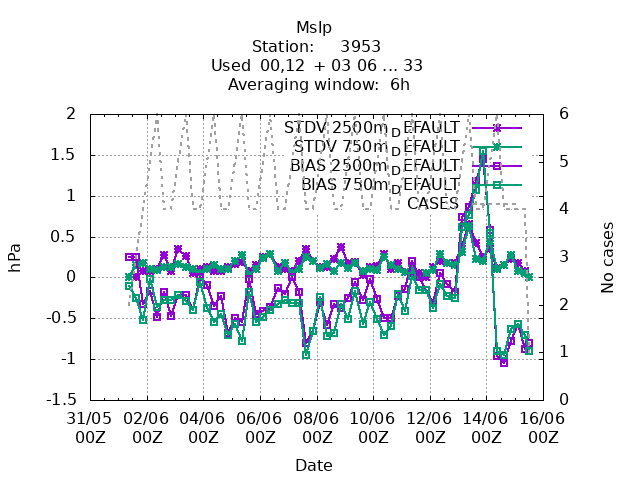 Mslp
Station: 3953
Used 00,12 + 03 06 ... 33
Averaging window: 6h
STDV 2500m_DEFAULT
STDV 750m_DEFAULT
BIAS 2500m_DEFAULT
BIAS 750m_DEFAULT
CASES
2
1.5
1
0.5
0
-0.5
-1
-1.5
hPa
6
5
4
3
2
1
0
No cases
31/05 02/06 04/06 06/06 08/06 10/06 12/06 14/06 16/06
00Z 00Z 00Z 00Z 00Z 00Z 00Z 00Z 00Z
Date